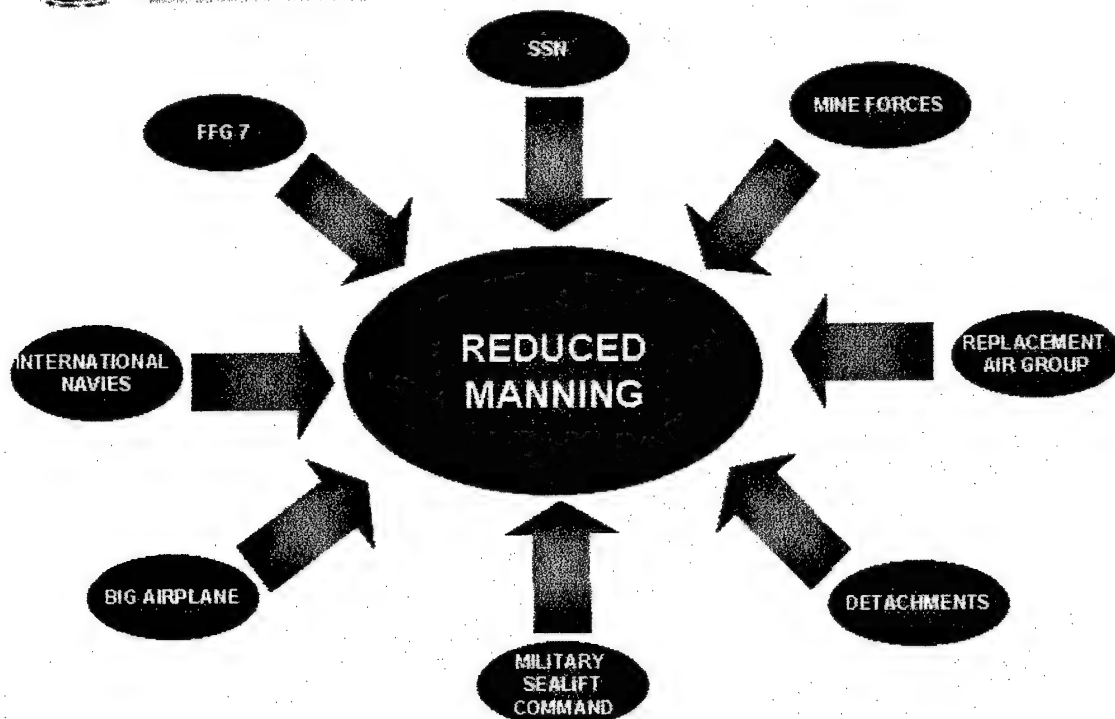 SSN
MINE FORCES
FFG 7
REDUCED
MANNING
REPLACEMENT
AIR GROUP
INTERNATIONAL
NAVIES
BIG AIRPLANE
DETACHMENTS
MILITARY
SEALIFT
COMMAND